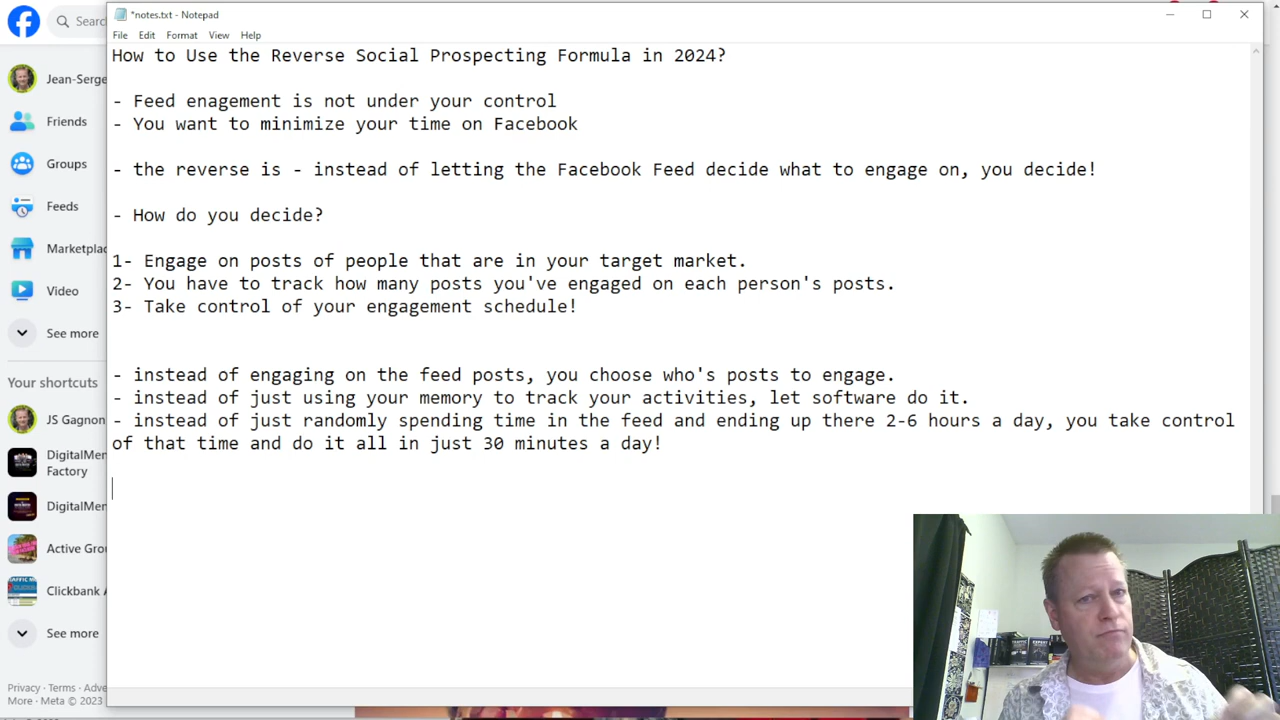 *notes.txt - Notepad
File Edit Format View Help
How to Use the Reverse Social Prospecting Formula in 2024?
- Feed enagement is not under your control
- You want to minimize your time on Facebook
- the reverse is - instead of letting the Facebook Feed decide what to engage on, you decide!
- How do you decide?
1- Engage on posts of people that are in your target market.
2- You have to track how many posts you've engaged on each person's posts.
3- Take control of your engagement schedule!
- instead of engaging on the feed posts, you choose who's posts to engage.
- instead of just using your memory to track your activities, let software do it.
- instead of just randomly spending time in the feed and ending up there 2-6 hours a day, you take control
of that time and do it all in just 30 minutes a day!
Searc
Jean-Serge
Friends
Groups
Feeds
Marketplac
Video
See more
Your shortcuts
JS Gagnon
DigitalMen
Factory
DigitalMen
Active Grou
Clickbank A
See more
Privacy · Terms · Adve
More · Meta © 2023